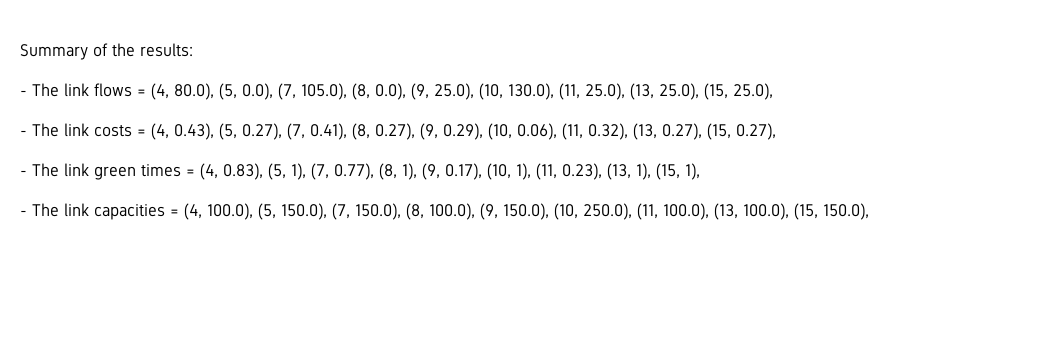 Summary of the results:
- The link flows = (4, 80.0), (5, 0.0), (7, 105.0), (8, 0.0), (9, 25.0), (10, 130.0), (11, 25.0), (13, 25.0), (15, 25.0),
- The link costs = (4, 0.43), (5, 0.27), (7, 0.41), (8, 0.27), (9, 0.29), (10, 0.06), (11, 0.32), (13, 0.27), (15, 0.27),
- The link green times = (4, 0.83), (5, 1), (7, 0.77), (8, 1), (9, 0.17), (10, 1), (11, 0.23), (13, 1), (15, 1),
- The link capacities = (4, 100.0), (5, 150.0), (7, 150.0), (8, 100.0), (9, 150.0), (10, 250.0), (11, 100.0), (13, 100.0), (15, 150.0),